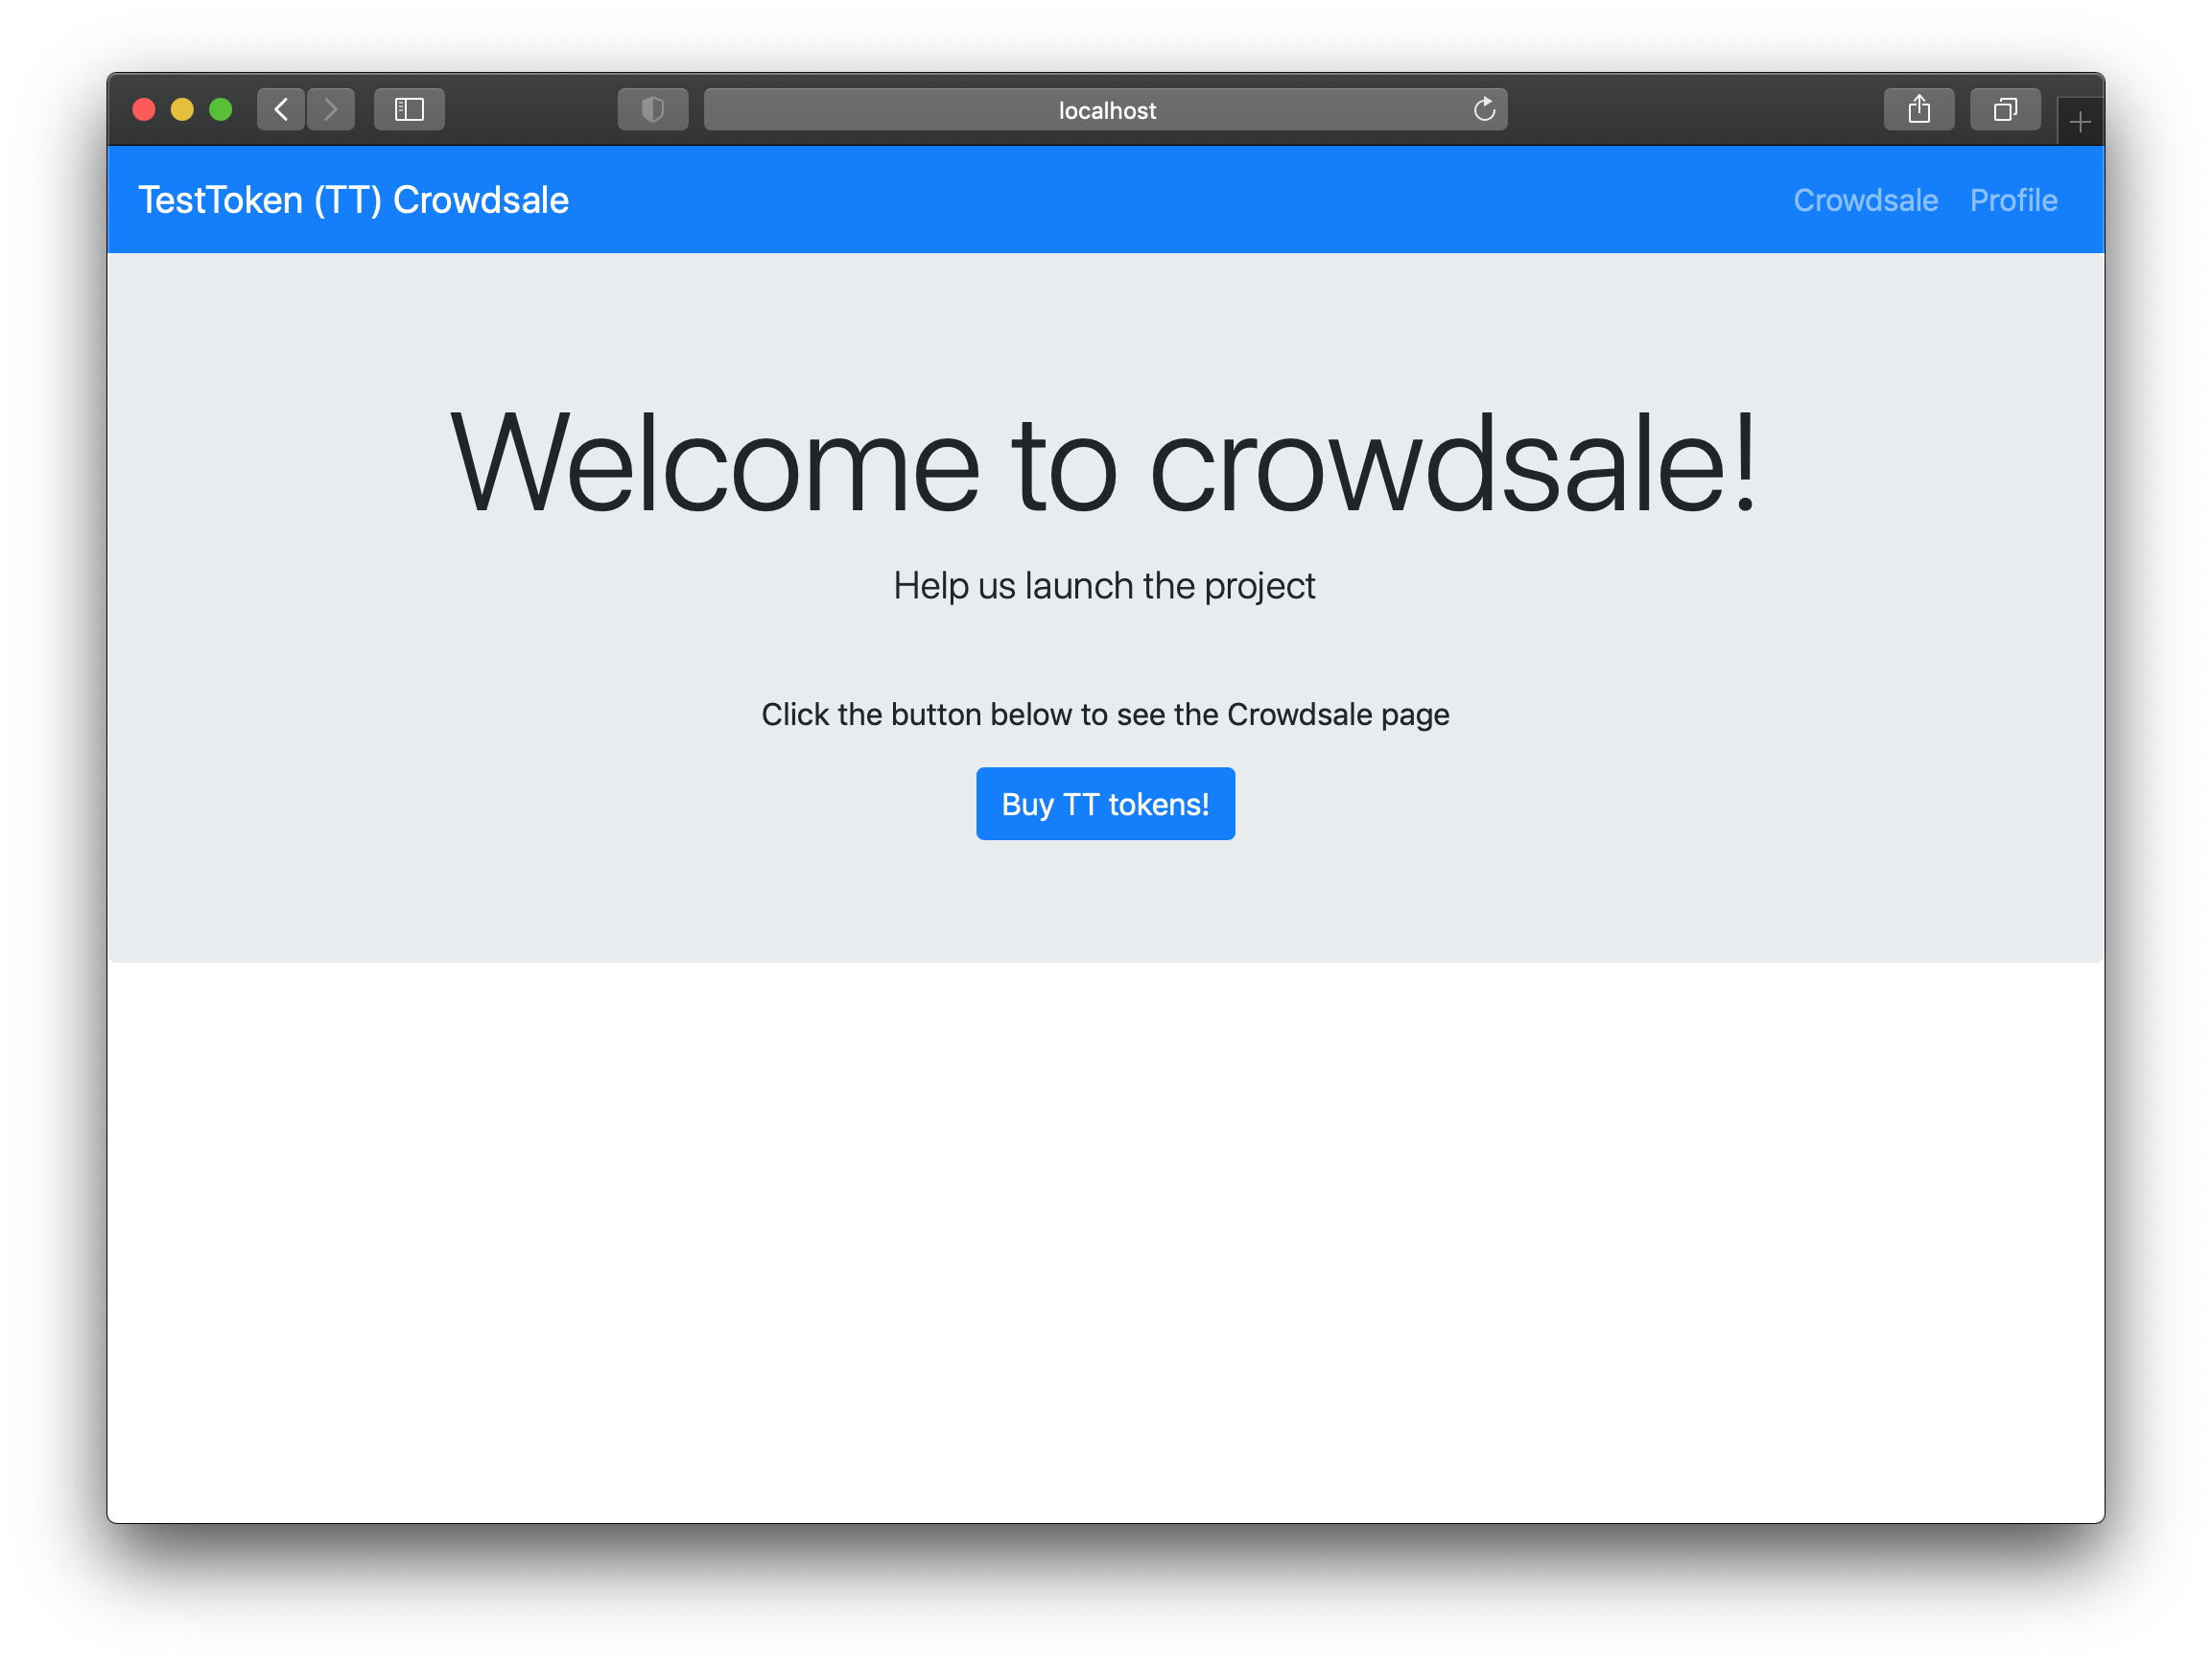 localhost
TestToken (TT) Crowdsale
Crowdsale
Profile
Welcome to crowdsale!
Help us launch the project
Click the button below to see the Crowdsale page
Buy TT tokens!